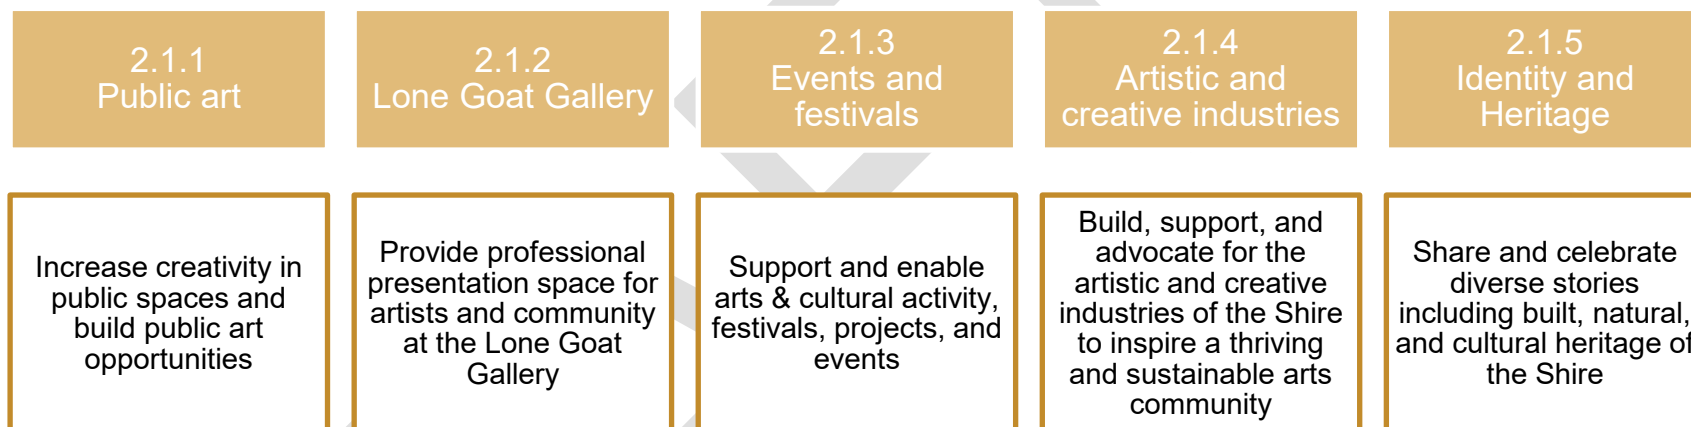 2.1.1
Public art
2.1.2
Lone Goat Gallery
2.1.3
Events and
festivals
2.1.4
Artistic and
creative industries
2.1.5
Identity and
Heritage
Increase creativity in
public spaces and
build public art
opportunities
Provide professional
presentation space for
artists and community
at the Lone Goat
Gallery
Support and enable
arts & cultural activity,
festivals, projects, and
events
Build, support, and
advocate for the
artistic and creative
industries of the Shire
to inspire a thriving
and sustainable arts
community
Share and celebrate
diverse stories
including built, natural,
and cultural heritage of
the Shire